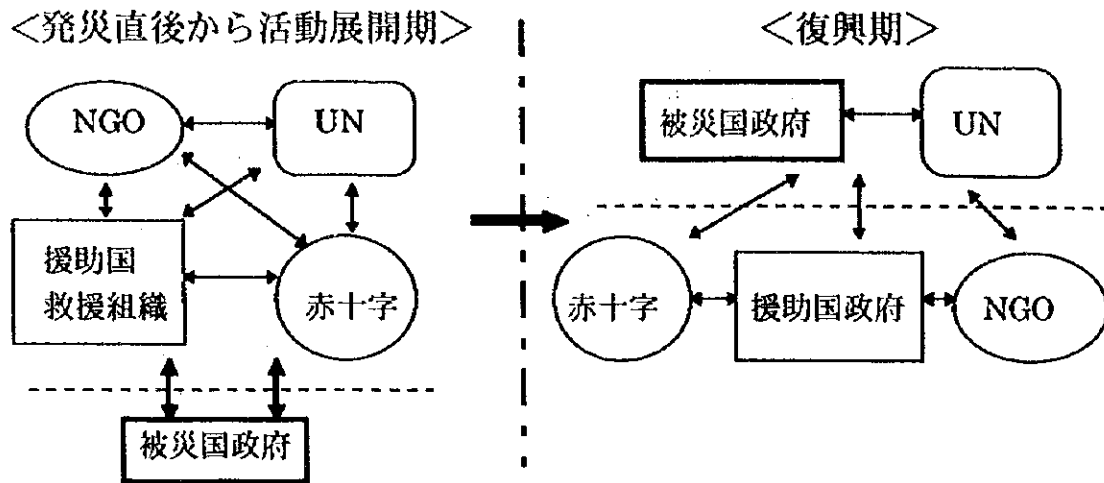 <発災直後から活動展開期>
NGO
UN
援助国
救援組織
赤十字
被災国政府
<復興期>
被災国政府
UN
赤十字
援助国政府
NGO